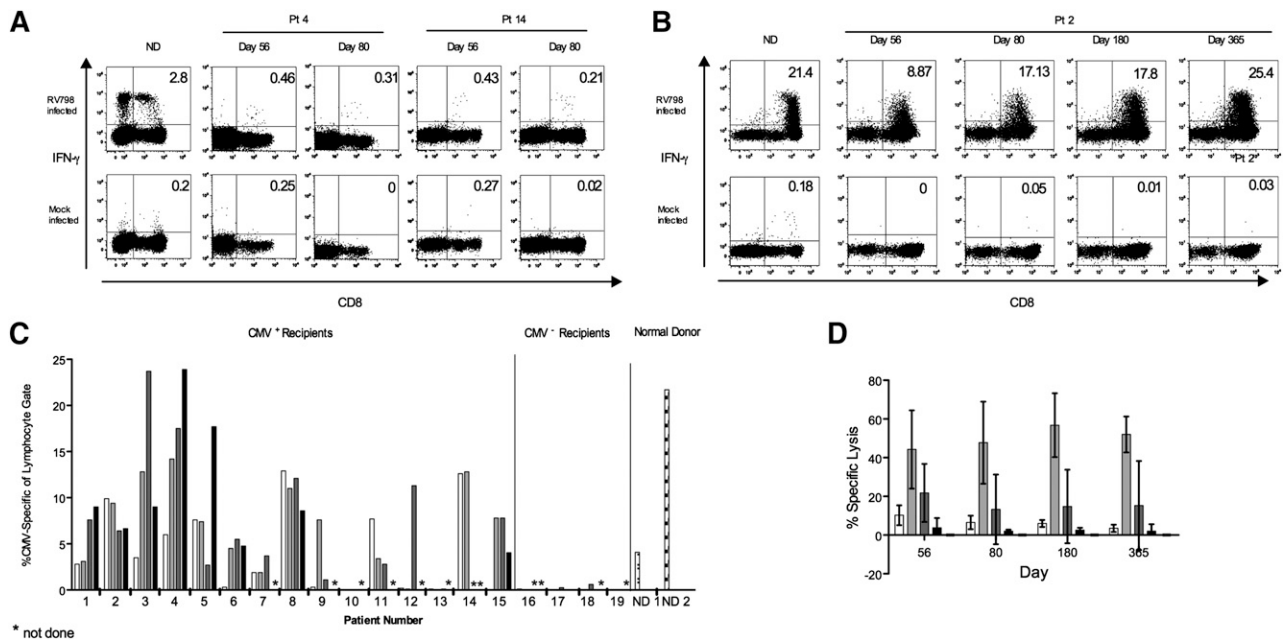 A
Pt 4
Pt 14
ND
Day 56
Day 80
Day 56
Day 80
RV798 infected
2.8
0.46
0.31
0.43
0.21
IFN-γ
Mock infected
0.2
0.25
0
0.27
0.02
CD8
B
Pt 2
ND
Day 56
Day 80
Day 180
Day 365
RV798 infected
21.4
8.87
17.13
17.8
25.4
IFN-γ
"Pt 2"
Mock infected
0.18
0
0.05
0.01
0.03
CD8
C
CMV + Recipients
CMV - Recipients
Normal Donor
%CMV-Specific of Lymphocyte Gate
25
20
15
10
5
0
* * * * * ** ** * *
1 2 3 4 5 6 7 8 9 10 11 12 13 14 15 16 17 18 19 ND 1 ND 2
Patient Number
* not done
D
% Specific Lysis
80
60
40
20
0
-20
56 80 180 365
Day